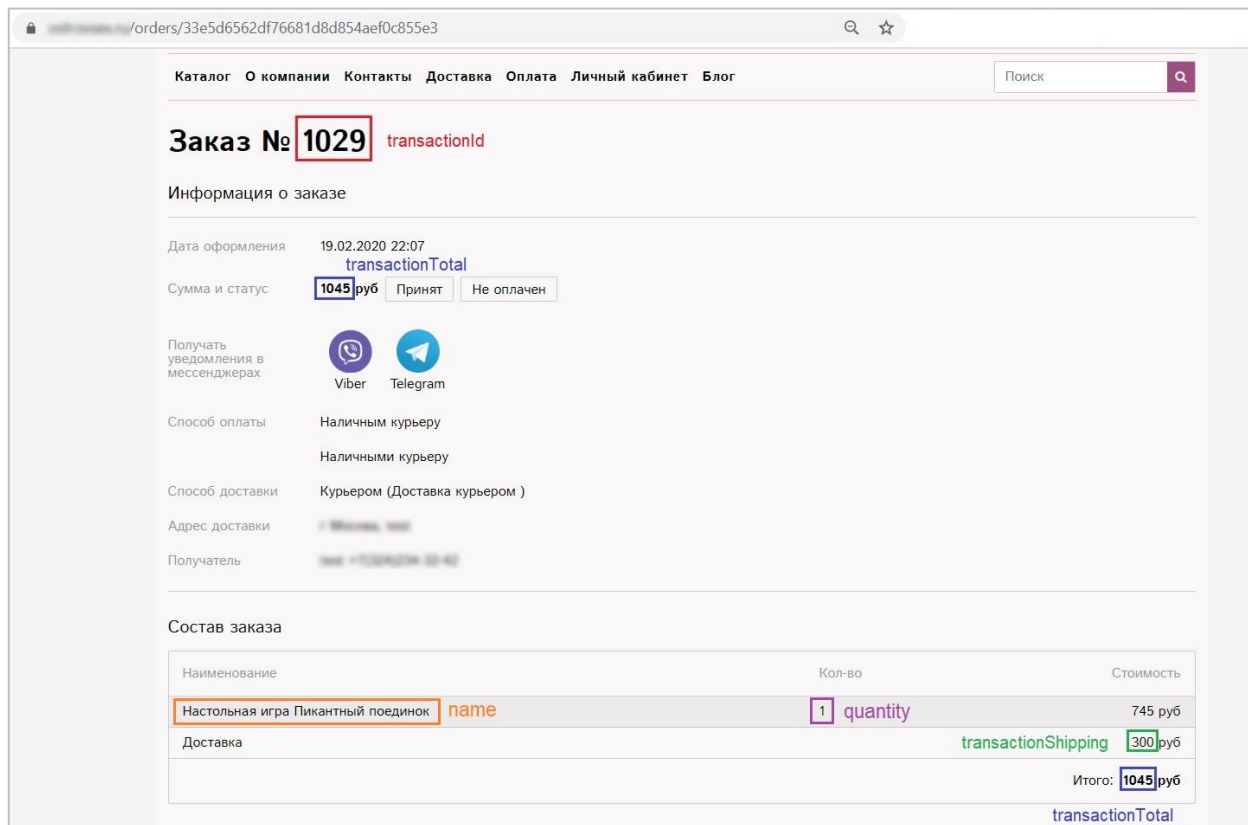 /orders/33e5d6562df76681d8d854aef0c855e3
Каталог О компании Контакты Доставка Оплата Личный кабинет Блог Поиск
Заказ № 1029 transactionId
Информация о заказе
Дата оформления 19.02.2020 22:07
transactionTotal
Сумма и статус 1045 руб Принят Не оплачен
Получать
уведомления в
мессенджерах
Viber Telegram
Способ оплаты Наличным курьеру
Наличными курьеру
Способ доставки Курьером (Доставка курьером )
Адрес доставки
Получатель
Состав заказа
Наименование Кол-во Стоимость
Настольная игра Пикантный поединок name 1 quantity 745 руб
Доставка transactionShipping 300 руб
Итого: 1045 руб
transactionTotal